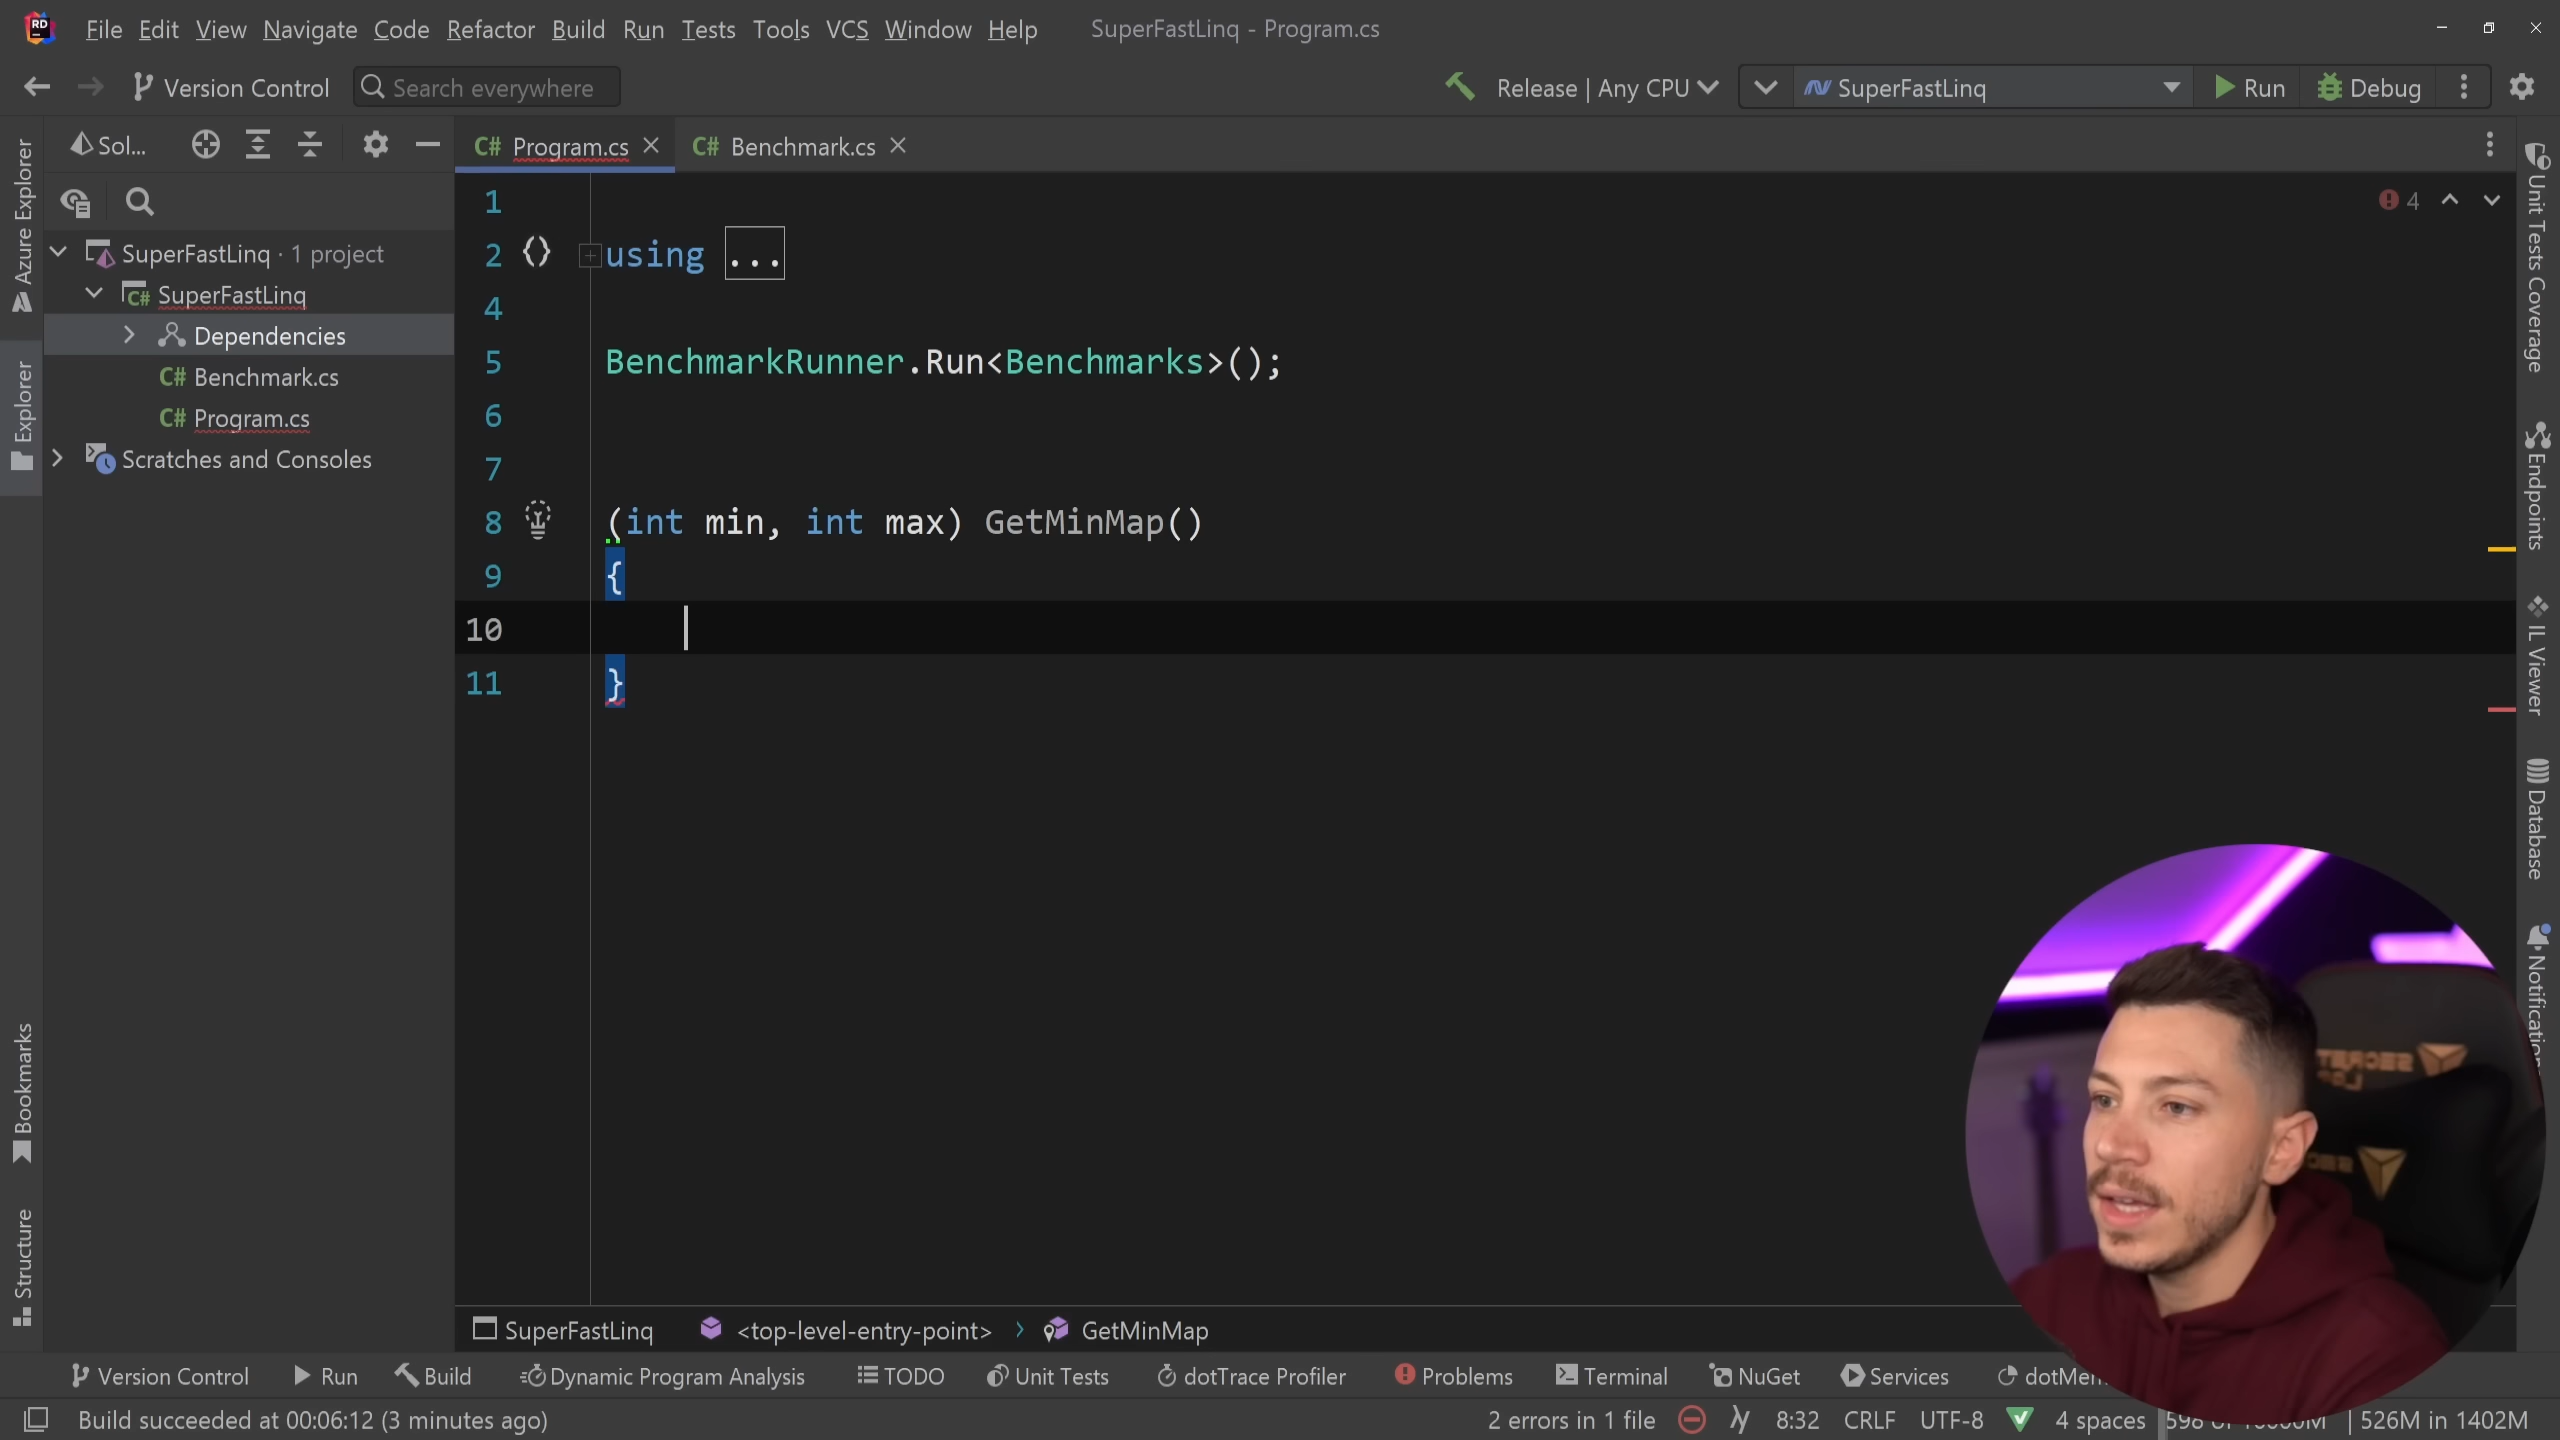 RD
File Edit View Navigate Code Refactor Build Run Tests Tools VCS Window Help
SuperFastLinq - Program.cs
Version Control
Search everywhere
Release | Any CPU
SuperFastLinq
Run
Debug
Sol...
C# Program.cs
C# Benchmark.cs
Azure Explorer
Explorer
Bookmarks
Structure
SuperFastLinq · 1 project
C# SuperFastLinq
Dependencies
C# Benchmark.cs
C# Program.cs
Scratches and Consoles
1
2 {} using ...
4
5 BenchmarkRunner.Run<Benchmarks>();
6
7
8 (int min, int max) GetMinMap()
9 {
10
11 }
4
Unit Tests Coverage
Endpoints
IL Viewer
Database
Notification
SECRET
SuperFastLinq <top-level-entry-point> › GetMinMap
Version Control Run Build Dynamic Program Analysis TODO Unit Tests dotTrace Profiler Problems Terminal NuGet Services dotMem
Build succeeded at 00:06:12 (3 minutes ago)
2 errors in 1 file 8:32 CRLF UTF-8 4 spaces 526M in 1402M